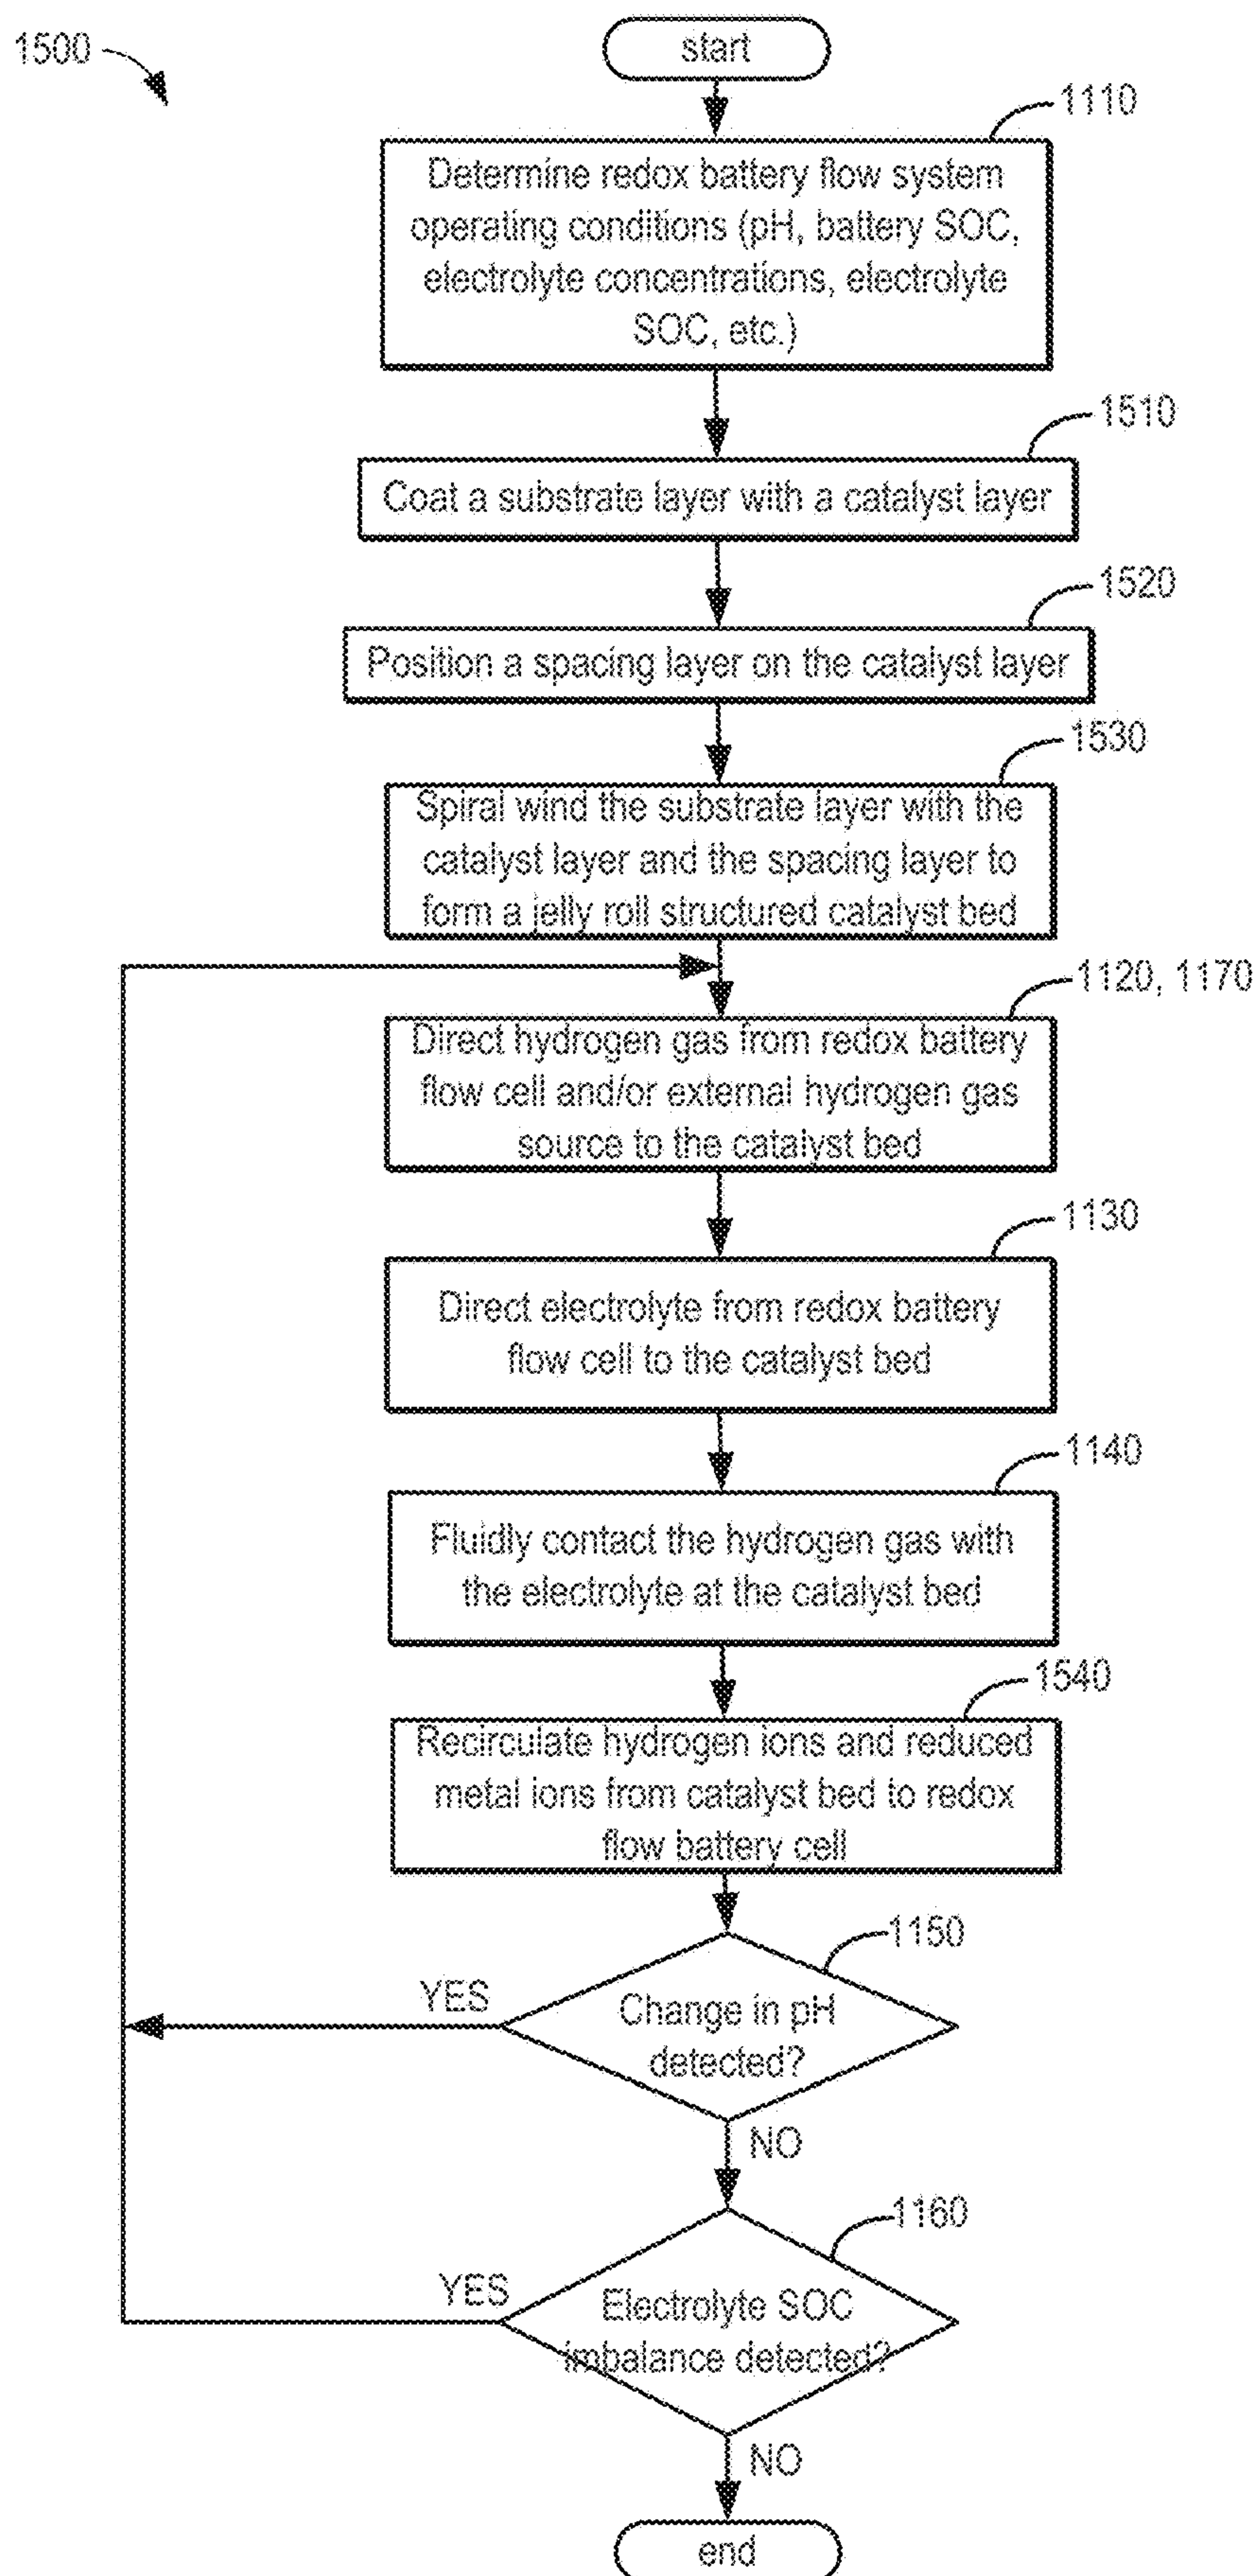 1500
start
1110
Determine redox battery flow system
operating conditions (pH, battery SOC,
electrolyte concentrations, electrolyte
SOC, etc.)
1510
Coat a substrate layer with a catalyst layer
1520
Position a spacing layer on the catalyst layer
1530
Spiral wind the substrate layer with the
catalyst layer and the spacing layer to
form a jelly roll structured catalyst bed
1120, 1170
Direct hydrogen gas from redox battery
flow cell and/or external hydrogen gas
source to the catalyst bed
1130
Direct electrolyte from redox battery
flow cell to the catalyst bed
1140
Fluidly contact the hydrogen gas with
the electrolyte at the catalyst bed
1540
Recirculate hydrogen ions and reduced
metal ions from catalyst bed to redox
flow battery cell
1150
YES
Change in pH
detected?
NO
1160
YES
Electrolyte SOC
imbalance detected?
NO
end